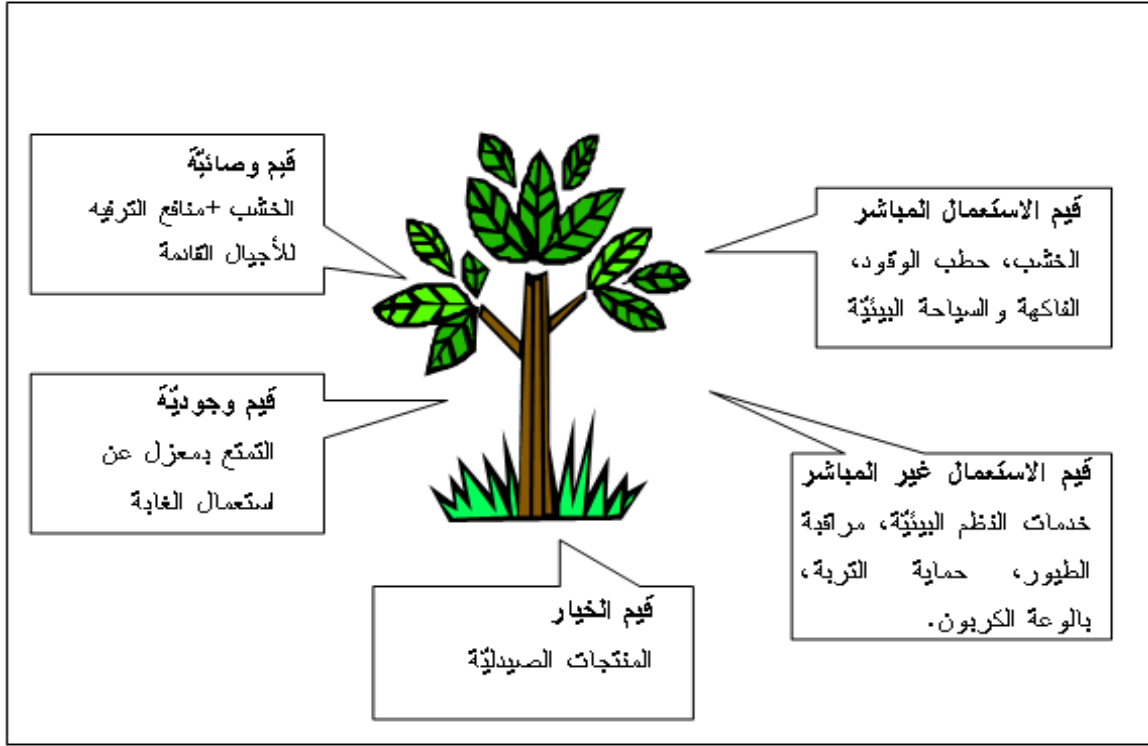 قيم وصائيّة
الخشب +منافع الترفيه
للأجيال القادمة
قيم الاستعمال المباشر
الخشب، حطب الوقود،
الفاكهة والسياحة البيئيّة
قيم وجوديّة
التمتع بمعزل عن
استعمال الغابة
قيم الاستعمال غير المباشر
خدمات النظم البيئيّة، مراقبة
الطيور، حماية التربة،
بالوعة الكربون.
قيم الخيار
المنتجات الصيدليّة